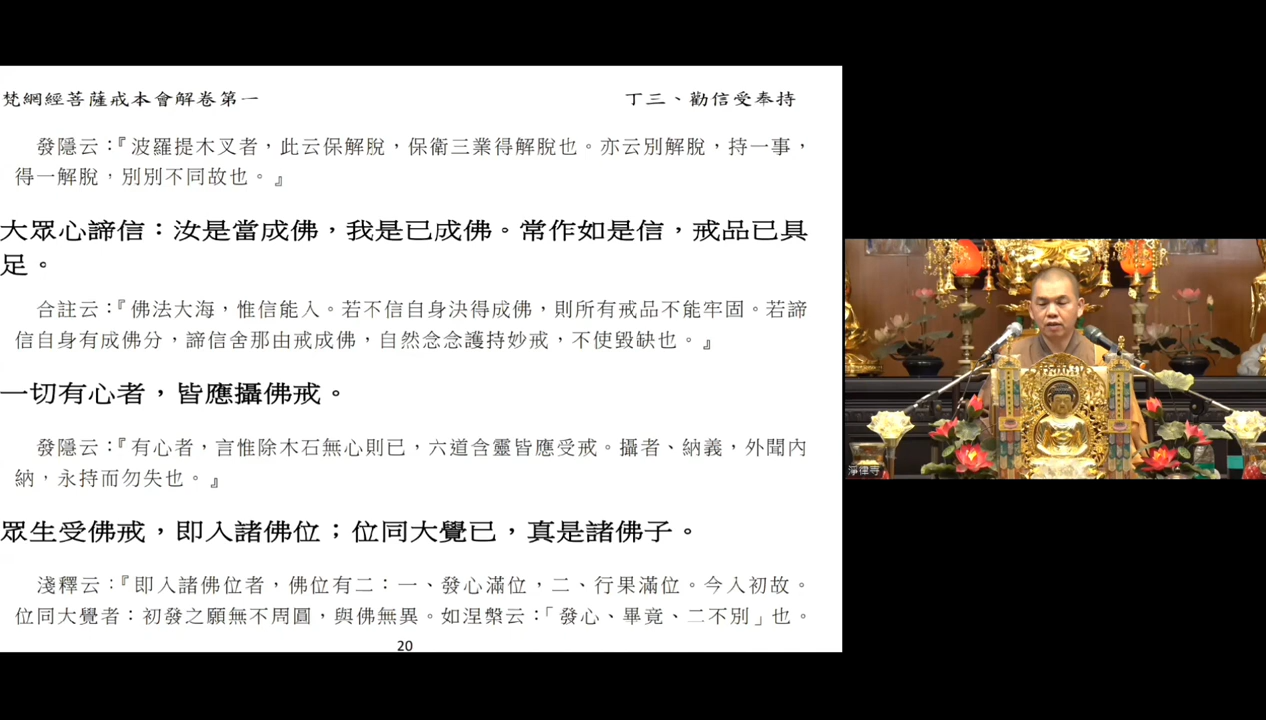 梵網經菩薩戒本會解卷第一
丁三、勸信受奉持
發隱云：『波羅提木叉者，此云保解脫，保衛三業得解脫也。亦云別解脫，持一事，
得一解脫，別別不同故也。』
大眾心諦信：汝是當成佛，我是已成佛。常作如是信，戒品已具
足。
合註云：『佛法大海，惟信能入。若不信自身決得成佛，則所有戒品不能牢固。若諦
信自身有成佛分，諦信舍那由戒成佛，自然念念護持妙戒，不使毀缺也。』
一切有心者，皆應攝佛戒。
發隱云：『有心者，言惟除木石無心則已，六道含靈皆應受戒。攝者、納義，外聞內
納，永持而勿失也。』
眾生受佛戒，即入諸佛位；位同大覺已，真是諸佛子。
淺釋云：『即入諸佛位者，佛位有二：一、發心滿位，二、行果滿位。今入初故。
位同大覺者：初發之願無不周圓，與佛無異。如涅槃云：「發心、畢竟、二不別」也。
20
淨律寺